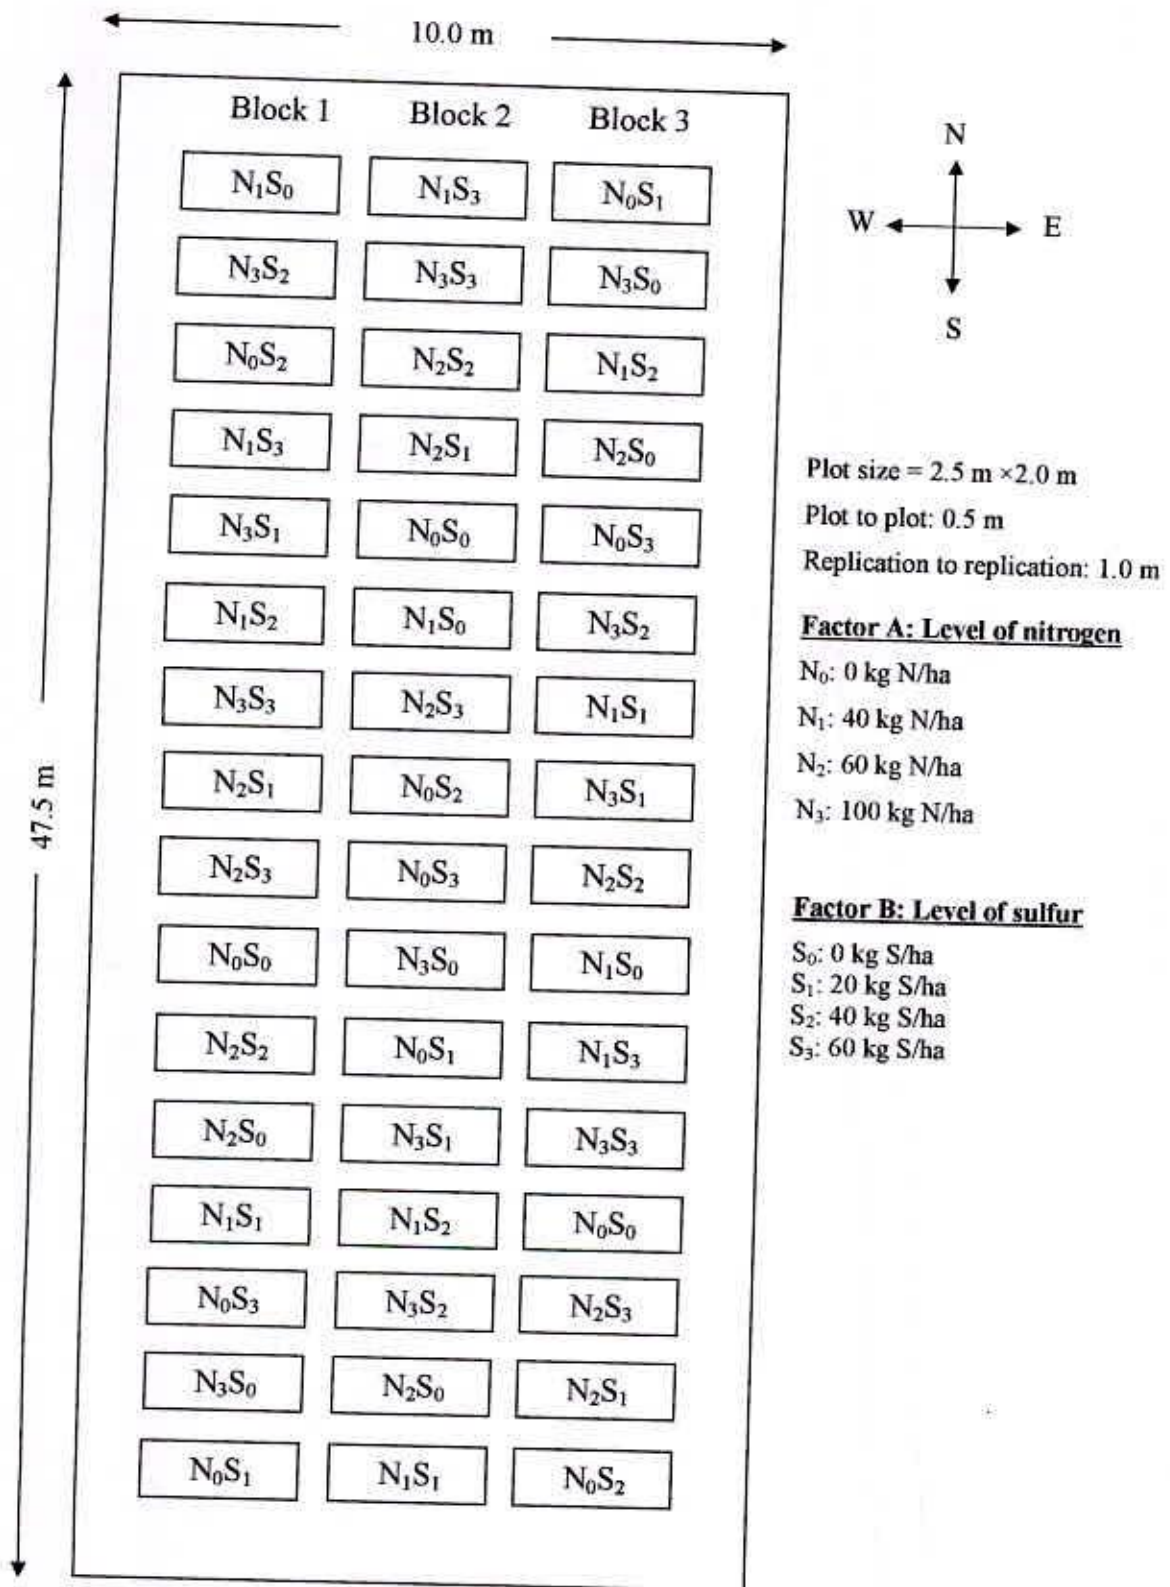 10.0 m
47.5 m
Block 1 Block 2 Block 3
N₁S₀ N₁S₃ N₀S₁
N₃S₂ N₃S₃ N₃S₀
N₀S₂ N₂S₂ N₁S₂
N₁S₃ N₂S₁ N₂S₀
N₃S₁ N₀S₀ N₀S₃
N₁S₂ N₁S₀ N₃S₂
N₃S₃ N₂S₃ N₁S₁
N₂S₁ N₀S₂ N₃S₁
N₂S₃ N₀S₃ N₂S₂
N₀S₀ N₃S₀ N₁S₀
N₂S₂ N₀S₁ N₁S₃
N₂S₀ N₃S₁ N₃S₃
N₁S₁ N₁S₂ N₀S₀
N₀S₃ N₃S₂ N₂S₃
N₃S₀ N₂S₀ N₂S₁
N₀S₁ N₁S₁ N₀S₂
N
W E
S
Plot size = 2.5 m ×2.0 m
Plot to plot: 0.5 m
Replication to replication: 1.0 m
Factor A: Level of nitrogen
N₀: 0 kg N/ha
N₁: 40 kg N/ha
N₂: 60 kg N/ha
N₃: 100 kg N/ha
Factor B: Level of sulfur
S₀: 0 kg S/ha
S₁: 20 kg S/ha
S₂: 40 kg S/ha
S₃: 60 kg S/ha